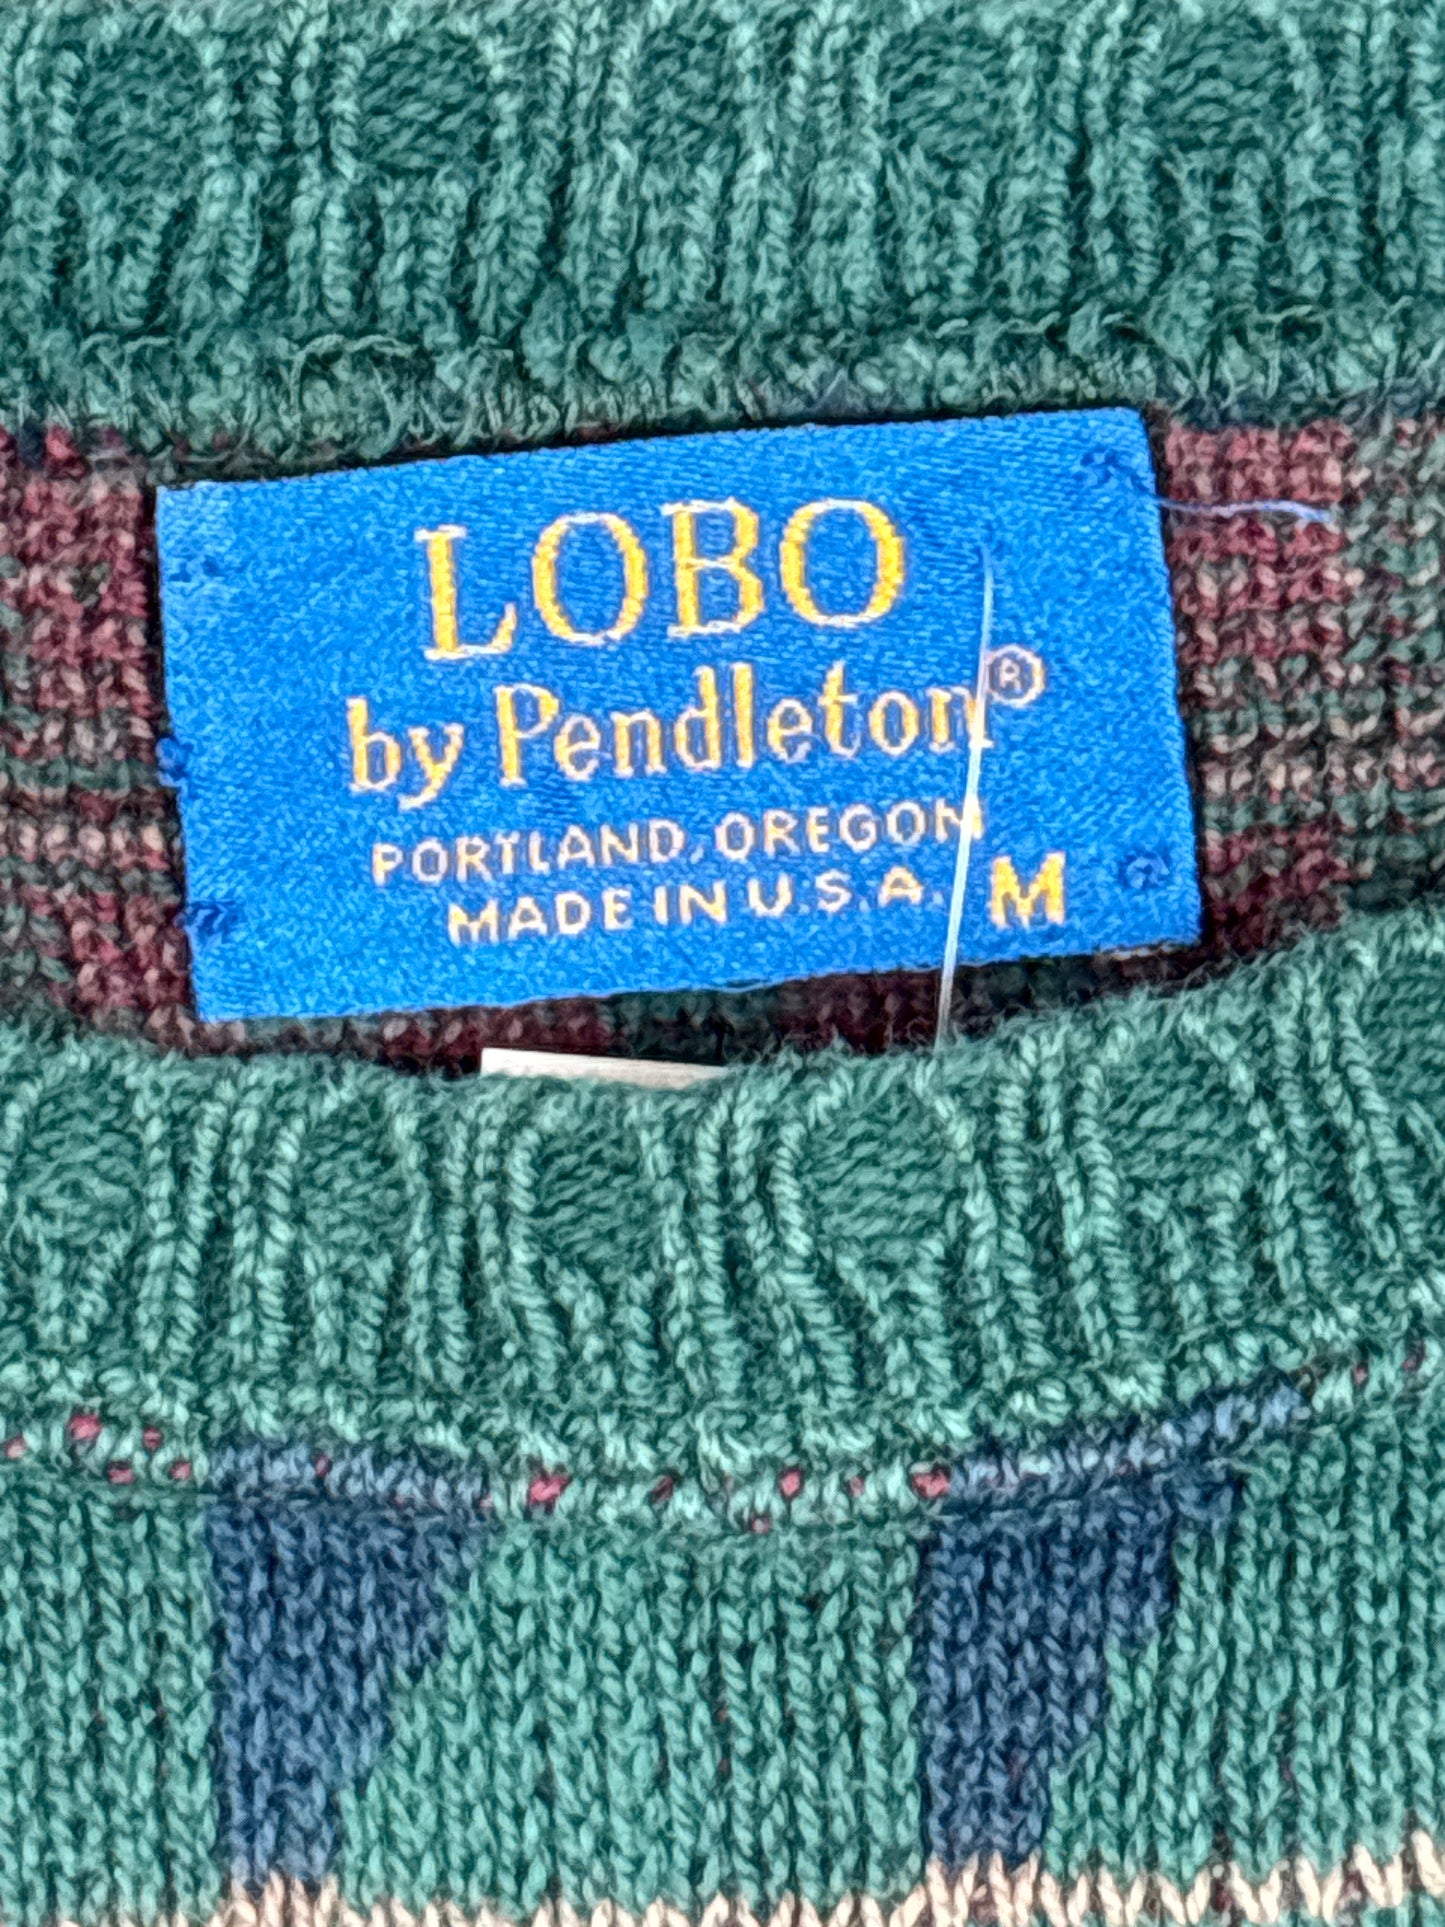 LOBO
by Pendleton®
PORTLAND, OREGON
MADE IN U.S.A. M